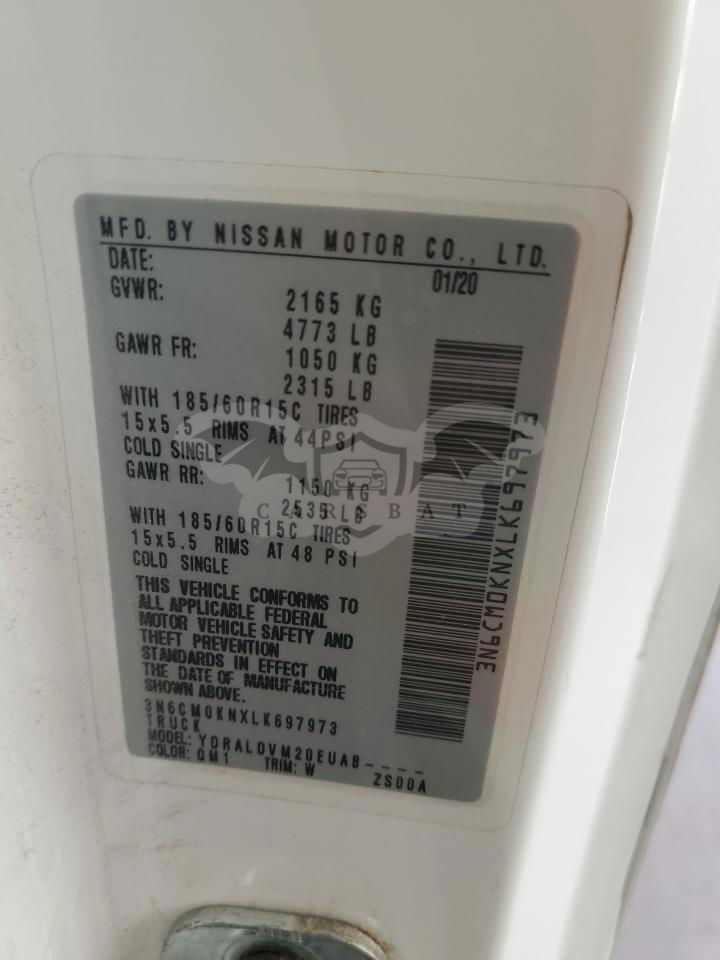 MFD. BY NISSAN MOTOR CO., LTD.
DATE: 01/20
GVWR: 2165 KG
4773 LB
GAWR FR: 1050 KG
2315 LB
WITH 185/60R15C TIRES
15x5.5 RIMS AT 44PSI
COLD SINGLE
GAWR RR: 1150 KG
2535 LB
WITH 185/60R15C TIRES
15x5.5 RIMS AT 48 PSI
COLD SINGLE
THIS VEHICLE CONFORMS TO
ALL APPLICABLE FEDERAL
MOTOR VEHICLE SAFETY AND
THEFT PREVENTION
STANDARDS IN EFFECT ON
THE DATE OF MANUFACTURE
SHOWN ABOVE.
3N6CM0KNXLK697973
TRUCK
MODEL: YDRALDVM20EUAB----
COLOR: QM1 TRIM: W ZS00A
3N6CM0KNXLK697973
CARSBAT